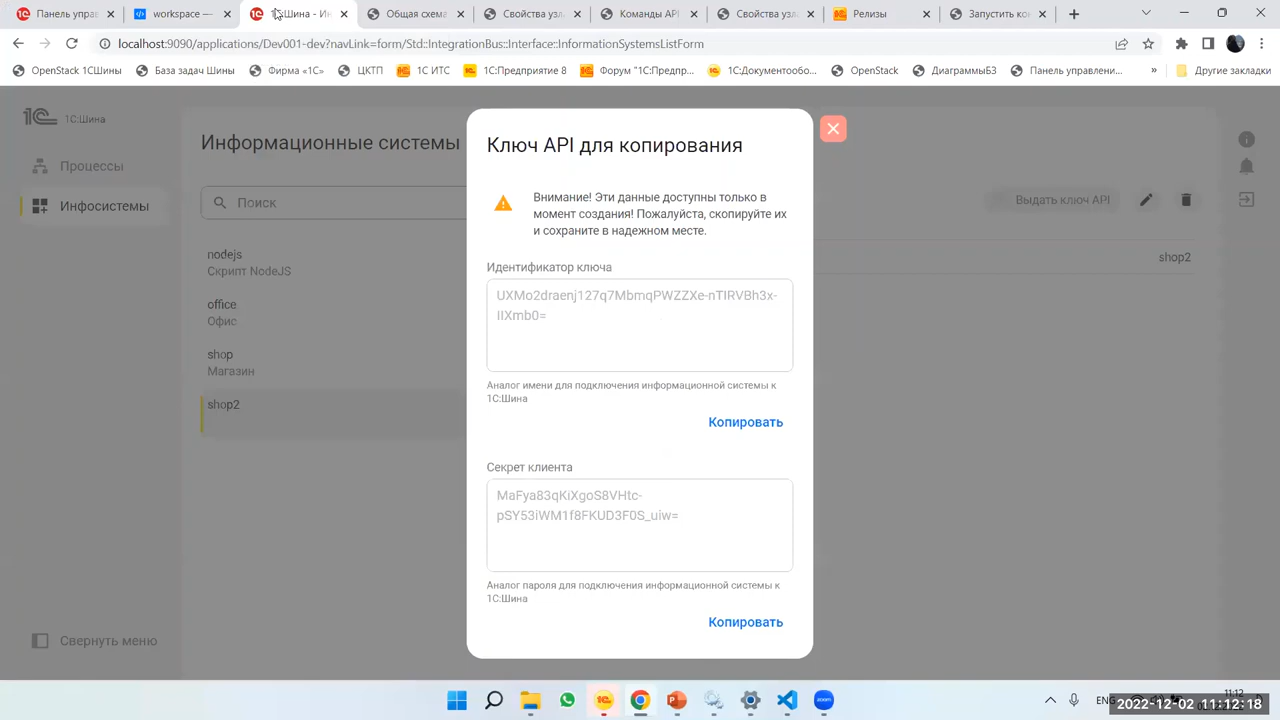 Панель упра
workspace —
1С:Шина - Ин
Общая схема
Свойства узл
Команды API
Свойства узл
Релизы
Запустить ко
localhost:9090/applications/Dev001-dev?navLink=form/Std::IntegrationBus::Interface::InformationSystemsListForm
OpenStack 1СШины
База задач Шины
Фирма «1С»
ЦКТП
1С ИТС
1С:Предприятие 8
Форум "1С:Предпр...
1С:Документообо...
OpenStack
ДиаграммыБЗ
Панель управлени...
»
Другие закладки
1С:Шина
Процессы
Инфосистемы
Свернуть меню
Информационные системы
Поиск
nodejs
Скрипт NodeJS
office
Офис
shop
Магазин
shop2
Выдать ключ API
shop2
Ключ API для копирования
Внимание! Эти данные доступны только в
момент создания! Пожалуйста, скопируйте их
и сохраните в надежном месте.
Идентификатор ключа
UXMo2draenj127q7MbmqPWZZXe-nTIRVBh3x-
IIXmb0=
Аналог имени для подключения информационной системы к
1С:Шина
Копировать
Секрет клиента
MaFya83qKiXgoS8VHtc-
pSY53iWM1f8FKUD3F0S_uiw=
Аналог пароля для подключения информационной системы к
1С:Шина
Копировать
zoom
ENG
11:12
2022-12-02 11:12:18